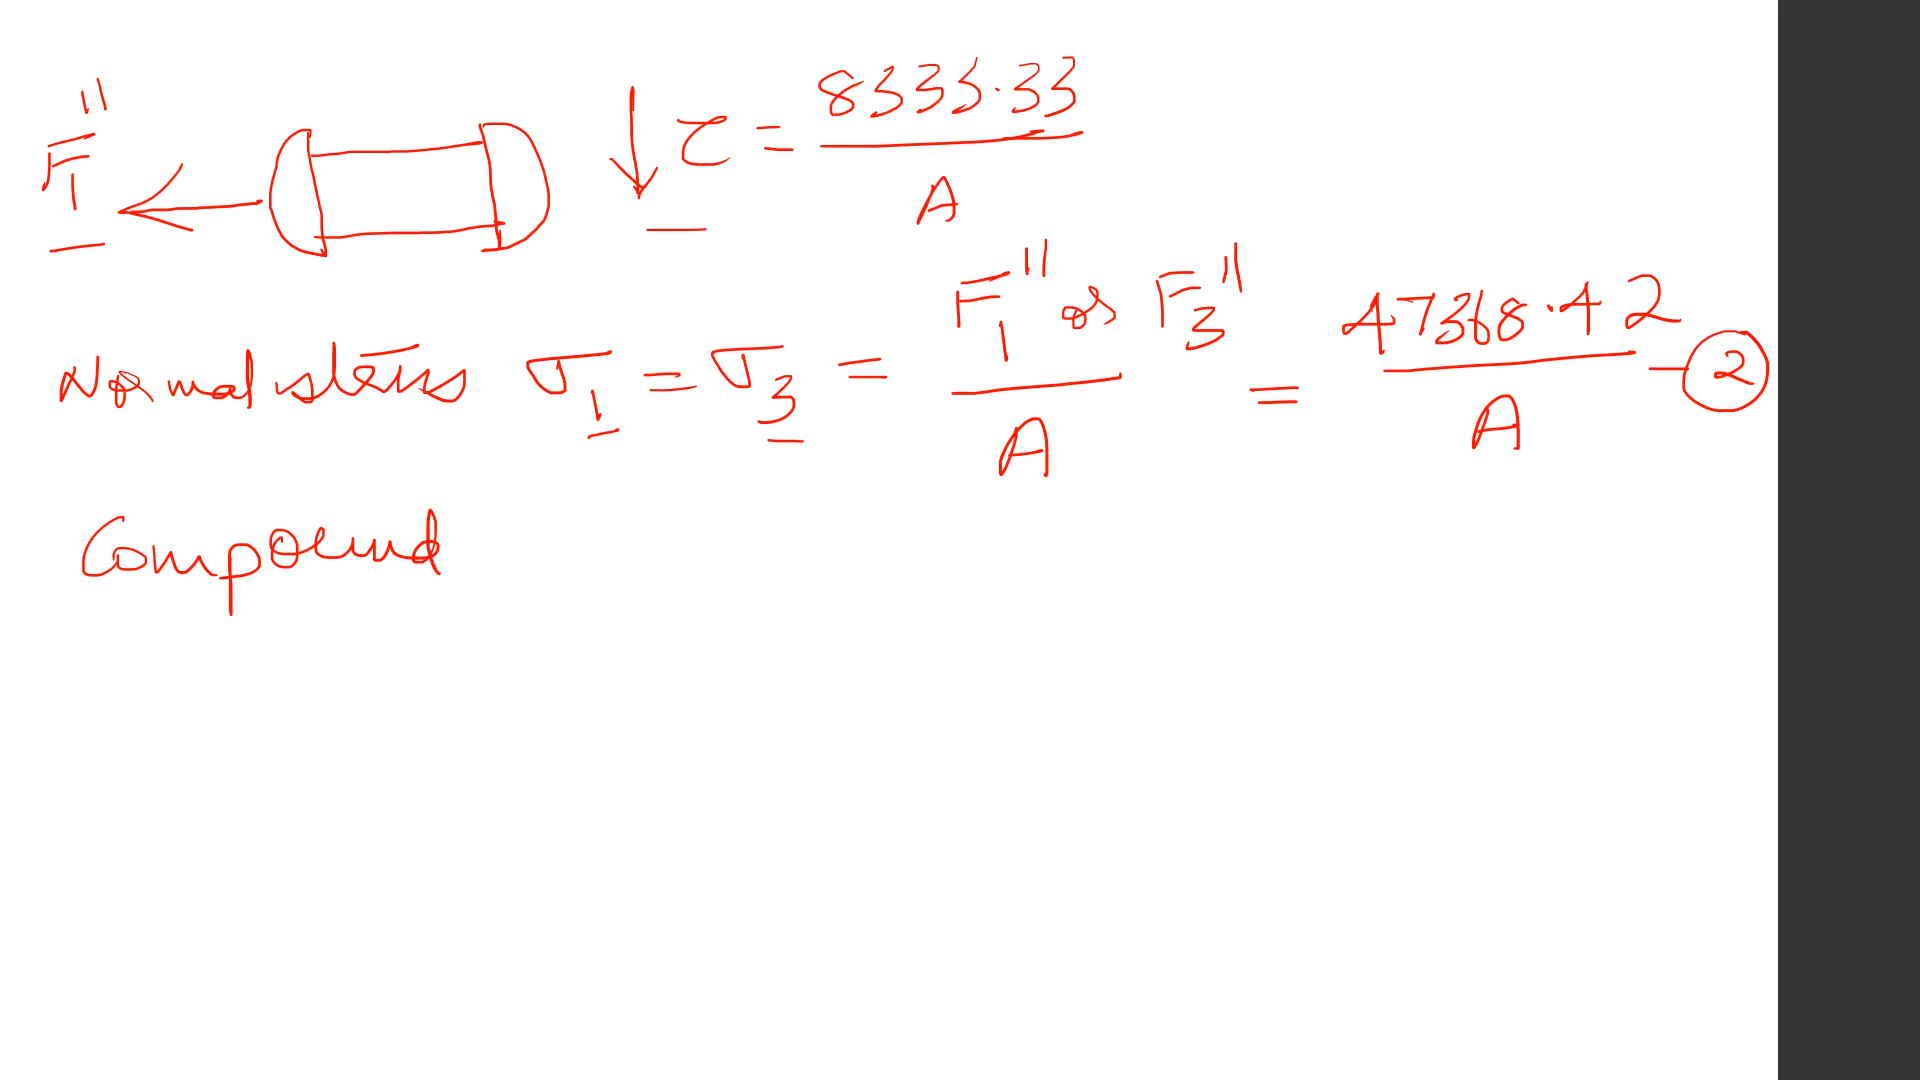 F₁'' τ = 8333.33 / A
Normal stress σ₁ = σ₃ = F₁'' or F₃'' / A = 47368.42 / A — ②
Compound